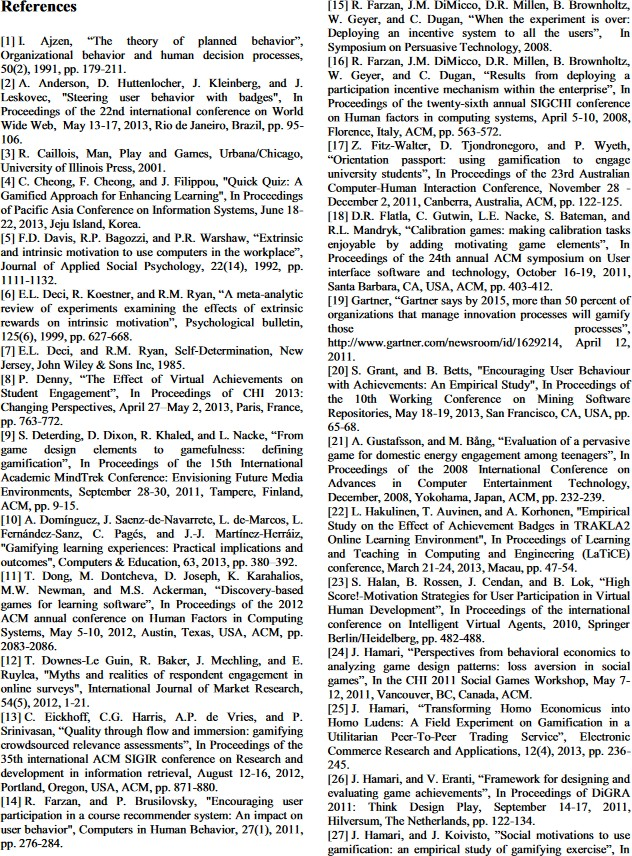 References
[1] I. Ajzen, “The theory of planned behavior”,
Organizational behavior and human decision processes,
50(2), 1991, pp. 179-211.
[2] A. Anderson, D. Huttenlocher, J. Kleinberg, and J.
Leskovec, "Steering user behavior with badges", In
Proceedings of the 22nd international conference on World
Wide Web, May 13-17, 2013, Rio de Janeiro, Brazil, pp. 95-
106.
[3] R. Caillois, Man, Play and Games, Urbana/Chicago,
University of Illinois Press, 2001.
[4] C. Cheong, F. Cheong, and J. Filippou, "Quick Quiz: A
Gamified Approach for Enhancing Learning", In Proceedings
of Pacific Asia Conference on Information Systems, June 18-
22, 2013, Jeju Island, Korea.
[5] F.D. Davis, R.P. Bagozzi, and P.R. Warshaw, “Extrinsic
and intrinsic motivation to use computers in the workplace”,
Journal of Applied Social Psychology, 22(14), 1992, pp.
1111-1132.
[6] E.L. Deci, R. Koestner, and R.M. Ryan, “A meta-analytic
review of experiments examining the effects of extrinsic
rewards on intrinsic motivation”, Psychological bulletin,
125(6), 1999, pp. 627-668.
[7] E.L. Deci, and R.M. Ryan, Self-Determination, New
Jersey, John Wiley & Sons Inc, 1985.
[8] P. Denny, “The Effect of Virtual Achievements on
Student Engagement”, In Proceedings of CHI 2013:
Changing Perspectives, April 27–May 2, 2013, Paris, France,
pp. 763-772.
[9] S. Deterding, D. Dixon, R. Khaled, and L. Nacke, “From
game design elements to gamefulness: defining
gamification”, In Proceedings of the 15th International
Academic MindTrek Conference: Envisioning Future Media
Environments, September 28-30, 2011, Tampere, Finland,
ACM, pp. 9-15.
[10] A. Domínguez, J. Saenz-de-Navarrete, L. de-Marcos, L.
Fernández-Sanz, C. Pagés, and J.-J. Martínez-Herráiz,
"Gamifying learning experiences: Practical implications and
outcomes", Computers & Education, 63, 2013, pp. 380–392.
[11] T. Dong, M. Dontcheva, D. Joseph, K. Karahalios,
M.W. Newman, and M.S. Ackerman, “Discovery-based
games for learning software”, In Proceedings of the 2012
ACM annual conference on Human Factors in Computing
Systems, May 5-10, 2012, Austin, Texas, USA, ACM, pp.
2083-2086.
[12] T. Downes-Le Guin, R. Baker, J. Mechling, and E.
Ruylea, "Myths and realities of respondent engagement in
online surveys", International Journal of Market Research,
54(5), 2012, 1-21.
[13] C. Eickhoff, C.G. Harris, A.P. de Vries, and P.
Srinivasan, “Quality through flow and immersion: gamifying
crowdsourced relevance assessments”, In Proceedings of the
35th international ACM SIGIR conference on Research and
development in information retrieval, August 12-16, 2012,
Portland, Oregon, USA, ACM, pp. 871-880.
[14] R. Farzan, and P. Brusilovsky, "Encouraging user
participation in a course recommender system: An impact on
user behavior", Computers in Human Behavior, 27(1), 2011,
pp. 276-284.
[15] R. Farzan, J.M. DiMicco, D.R. Millen, B. Brownholtz,
W. Geyer, and C. Dugan, “When the experiment is over:
Deploying an incentive system to all the users”, In
Symposium on Persuasive Technology, 2008.
[16] R. Farzan, J.M. DiMicco, D.R. Millen, B. Brownholtz,
W. Geyer, and C. Dugan, “Results from deploying a
participation incentive mechanism within the enterprise”, In
Proceedings of the twenty-sixth annual SIGCHI conference
on Human factors in computing systems, April 5-10, 2008,
Florence, Italy, ACM, pp. 563-572.
[17] Z. Fitz-Walter, D. Tjondronegoro, and P. Wyeth,
“Orientation passport: using gamification to engage
university students”, In Proceedings of the 23rd Australian
Computer-Human Interaction Conference, November 28 -
December 2, 2011, Canberra, Australia, ACM, pp. 122-125.
[18] D.R. Flatla, C. Gutwin, L.E. Nacke, S. Bateman, and
R.L. Mandryk, “Calibration games: making calibration tasks
enjoyable by adding motivating game elements”, In
Proceedings of the 24th annual ACM symposium on User
interface software and technology, October 16-19, 2011,
Santa Barbara, CA, USA, ACM, pp. 403-412.
[19] Gartner, “Gartner says by 2015, more than 50 percent of
organizations that manage innovation processes will gamify
those processes”,
http://www.gartner.com/newsroom/id/1629214, April 12,
2011.
[20] S. Grant, and B. Betts, "Encouraging User Behaviour
with Achievements: An Empirical Study", In Proceedings of
the 10th Working Conference on Mining Software
Repositories, May 18-19, 2013, San Francisco, CA, USA, pp.
65-68.
[21] A. Gustafsson, and M. Bång, “Evaluation of a pervasive
game for domestic energy engagement among teenagers”, In
Proceedings of the 2008 International Conference on
Advances in Computer Entertainment Technology,
December, 2008, Yokohama, Japan, ACM, pp. 232-239.
[22] L. Hakulinen, T. Auvinen, and A. Korhonen, "Empirical
Study on the Effect of Achievement Badges in TRAKLA2
Online Learning Environment", In Proceedings of Learning
and Teaching in Computing and Engineering (LaTiCE)
conference, March 21-24, 2013, Macau, pp. 47-54.
[23] S. Halan, B. Rossen, J. Cendan, and B. Lok, “High
Score!-Motivation Strategies for User Participation in Virtual
Human Development”, In Proceedings of the international
conference on Intelligent Virtual Agents, 2010, Springer
Berlin/Heidelberg, pp. 482-488.
[24] J. Hamari, “Perspectives from behavioral economics to
analyzing game design patterns: loss aversion in social
games”, In the CHI 2011 Social Games Workshop, May 7-
12, 2011, Vancouver, BC, Canada, ACM.
[25] J. Hamari, “Transforming Homo Economicus into
Homo Ludens: A Field Experiment on Gamification in a
Utilitarian Peer-To-Peer Trading Service”, Electronic
Commerce Research and Applications, 12(4), 2013, pp. 236-
245.
[26] J. Hamari, and V. Eranti, “Framework for designing and
evaluating game achievements”, In Proceedings of DiGRA
2011: Think Design Play, September 14-17, 2011,
Hilversum, The Netherlands, pp. 122-134.
[27] J. Hamari, and J. Koivisto, ”Social motivations to use
gamification: an empirical study of gamifying exercise”, In